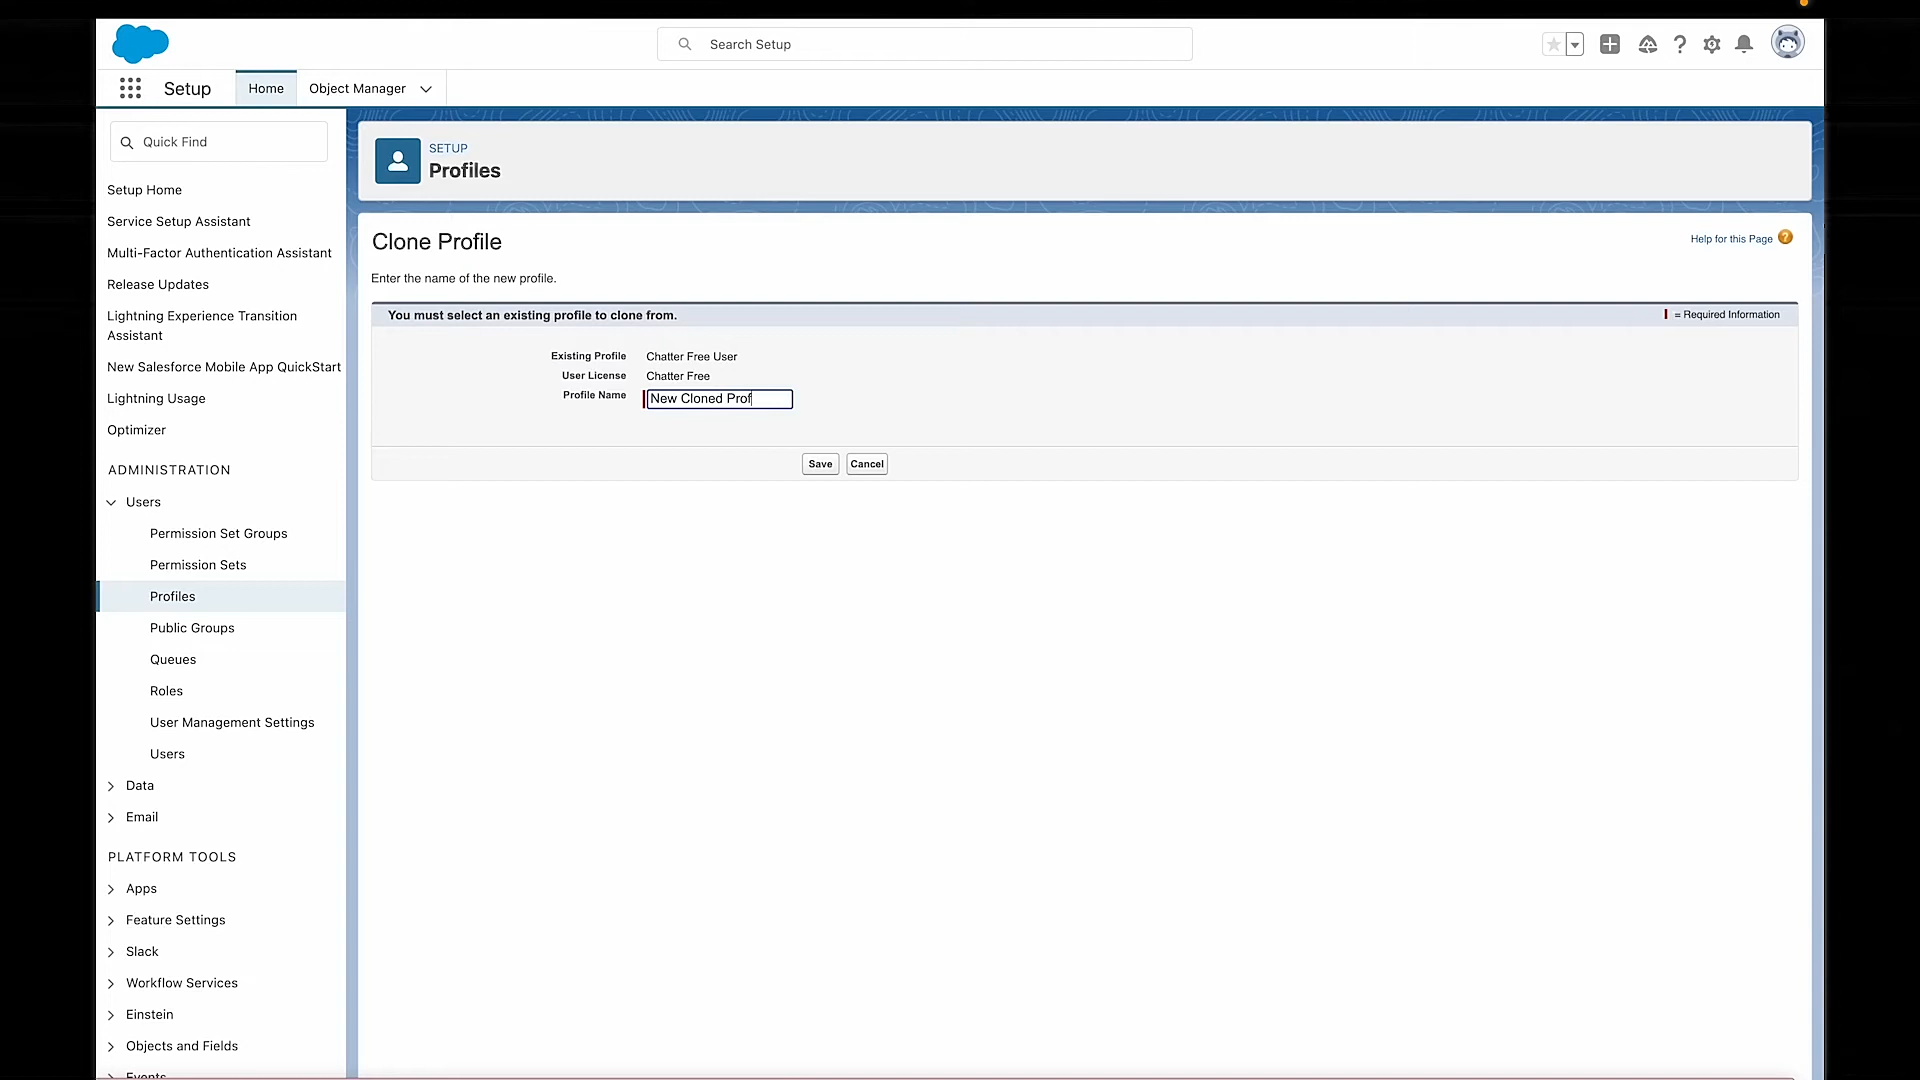 Search Setup
Setup
Home
Object Manager
Quick Find
Setup Home
Service Setup Assistant
Multi-Factor Authentication Assistant
Release Updates
Lightning Experience Transition
Assistant
New Salesforce Mobile App QuickStart
Lightning Usage
Optimizer
ADMINISTRATION
Users
Permission Set Groups
Permission Sets
Profiles
Public Groups
Queues
Roles
User Management Settings
Users
Data
Email
PLATFORM TOOLS
Apps
Feature Settings
Slack
Workflow Services
Einstein
Objects and Fields
Events
SETUP
Profiles
Clone Profile
Help for this Page
Enter the name of the new profile.
You must select an existing profile to clone from.
= Required Information
Existing Profile Chatter Free User
User License Chatter Free
Profile Name New Cloned Prof
Save Cancel